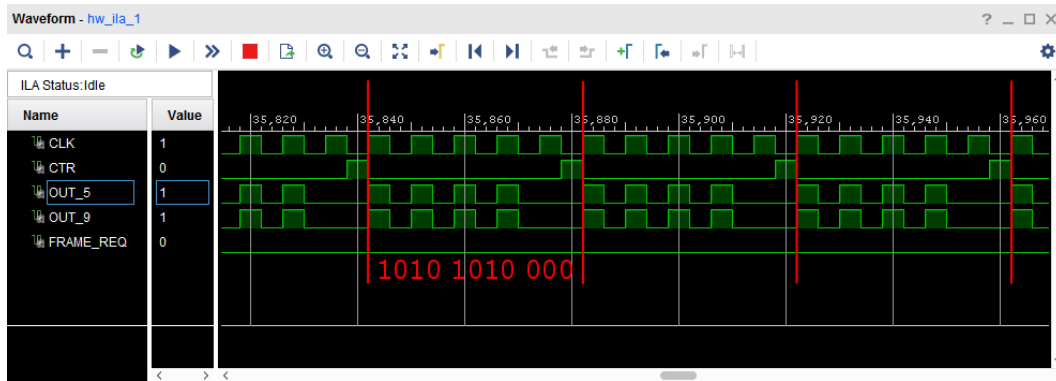 Waveform - hw_ila_1
ILA Status:Idle
Name Value
35,820 35,840 35,860 35,880 35,900 35,920 35,940 35,960
CLK 1
CTR 0
OUT_5 1
OUT_9 1
FRAME_REQ 0
1010 1010 000